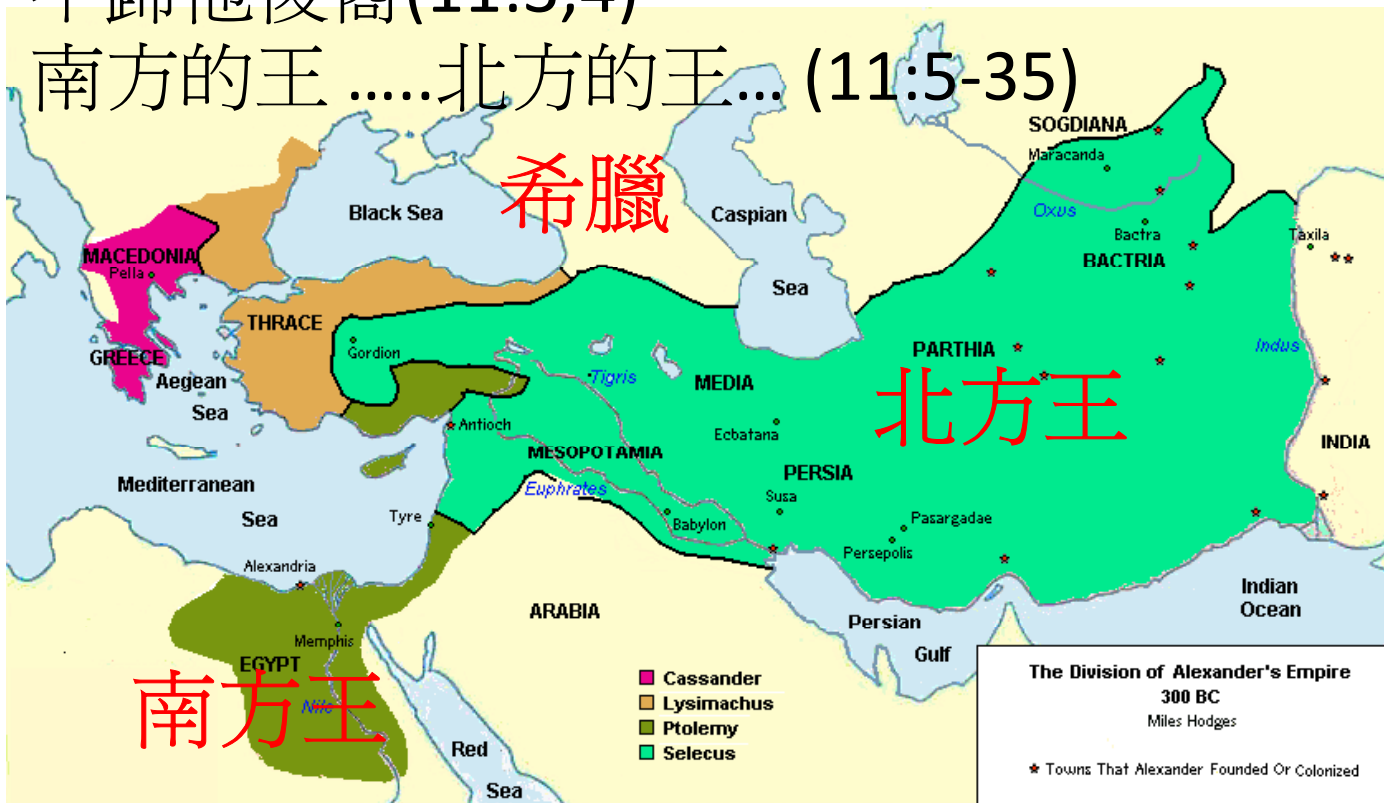 (11:3,4)
南方的王 .....北方的王... (11:5-35)
SOGDIANA
Maracanda
希臘
Black Sea
Caspian
Sea
Oxus
Bactra
BACTRIA
Taxila
MACEDONIA
Pella
THRACE
Gordion
GREECE
Aegean
Sea
Tigris
MEDIA
PARTHIA
Indus
北方王
Antioch
Ecbatana
MESOPOTAMIA
INDIA
PERSIA
Mediterranean
Sea
Euphrates
Susa
Tyre
Babylon
Pasargadae
Persepolis
Alexandria
ARABIA
Indian
Ocean
Persian
Gulf
Memphis
EGYPT
南方王
Nile
Red
Sea
Cassander
Lysimachus
Ptolemy
Selecus
The Division of Alexander's Empire
300 BC
Miles Hodges
Towns That Alexander Founded Or Colonized